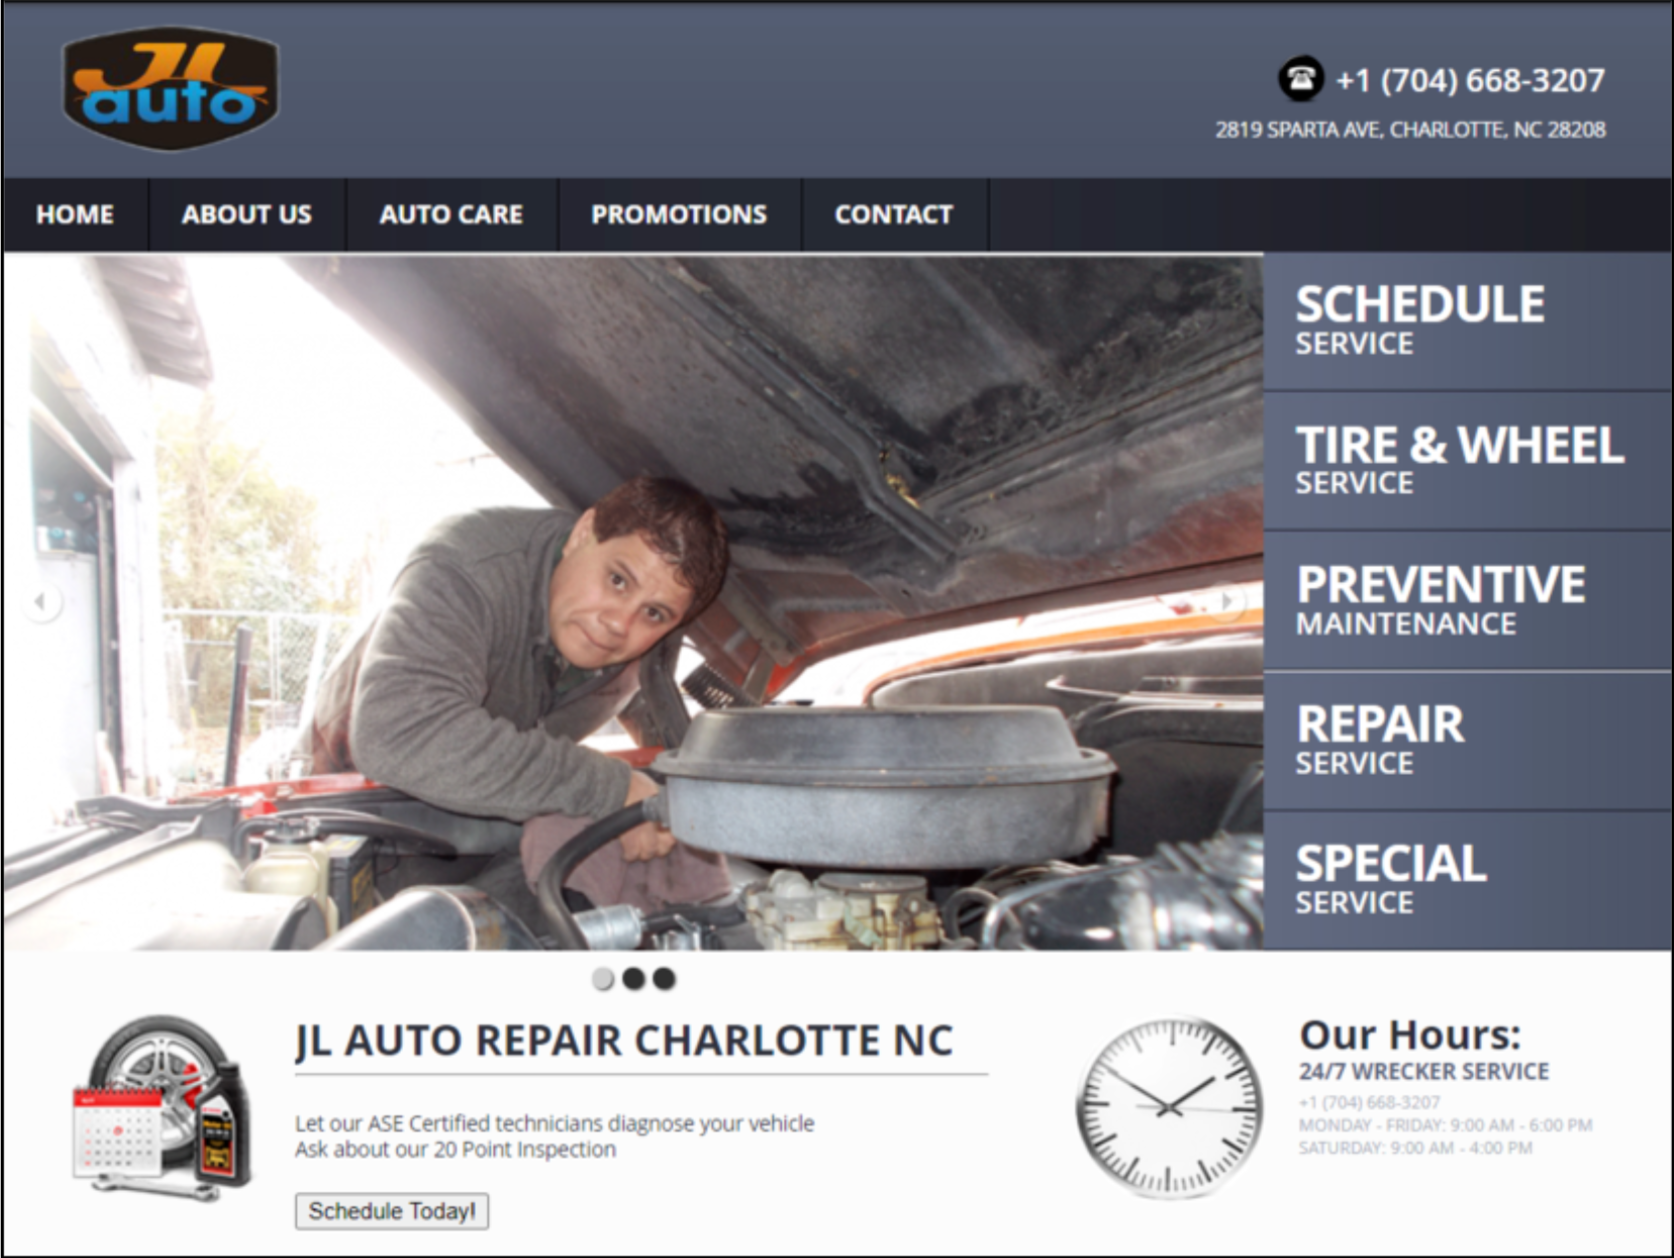 JL
auto
+1 (704) 668-3207
2819 SPARTA AVE, CHARLOTTE, NC 28208
HOME ABOUT US AUTO CARE PROMOTIONS CONTACT
SCHEDULE
SERVICE
TIRE & WHEEL
SERVICE
PREVENTIVE
MAINTENANCE
REPAIR
SERVICE
SPECIAL
SERVICE
JL AUTO REPAIR CHARLOTTE NC
Let our ASE Certified technicians diagnose your vehicle
Ask about our 20 Point Inspection
Schedule Today!
Our Hours:
24/7 WRECKER SERVICE
+1 (704) 668-3207
MONDAY - FRIDAY: 9:00 AM - 6:00 PM
SATURDAY: 9:00 AM - 4:00 PM